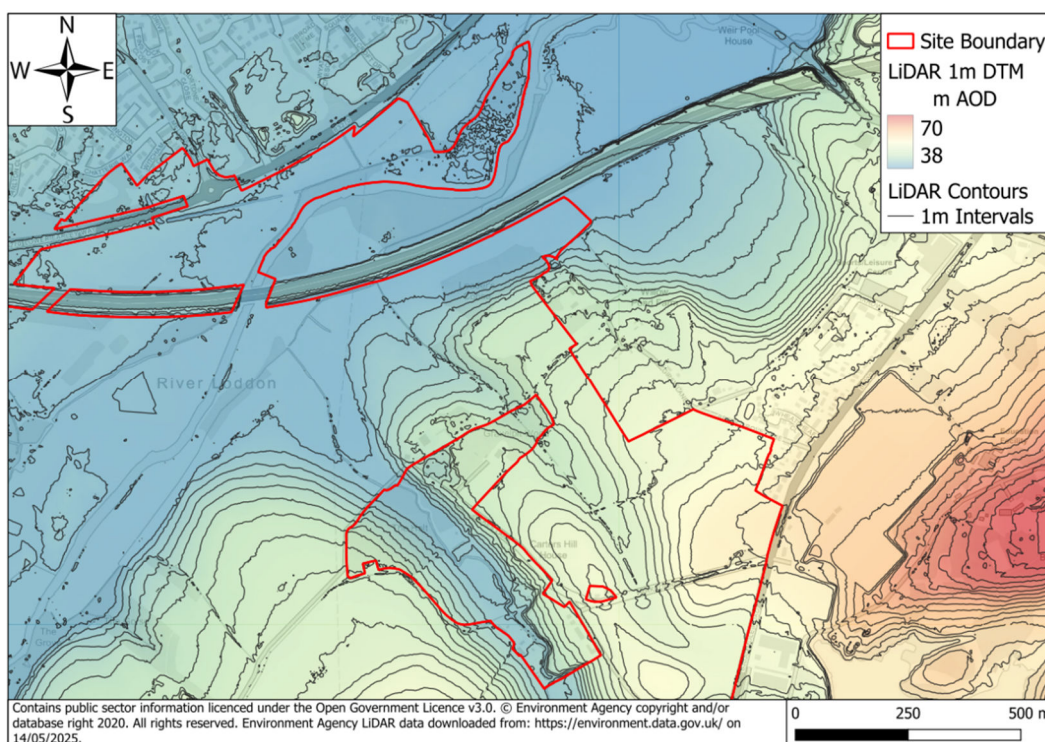 N
W E
S
Weir Pool
House
Site Boundary
LiDAR 1m DTM
m AOD
70
38
LiDAR Contours
1m Intervals
River Loddon
Carters Hill
House
Contains public sector information licenced under the Open Government Licence v3.0. © Environment Agency copyright and/or
database right 2020. All rights reserved. Environment Agency LiDAR data downloaded from: https://environment.data.gov.uk/ on
14/05/2025.
0 250 500 m